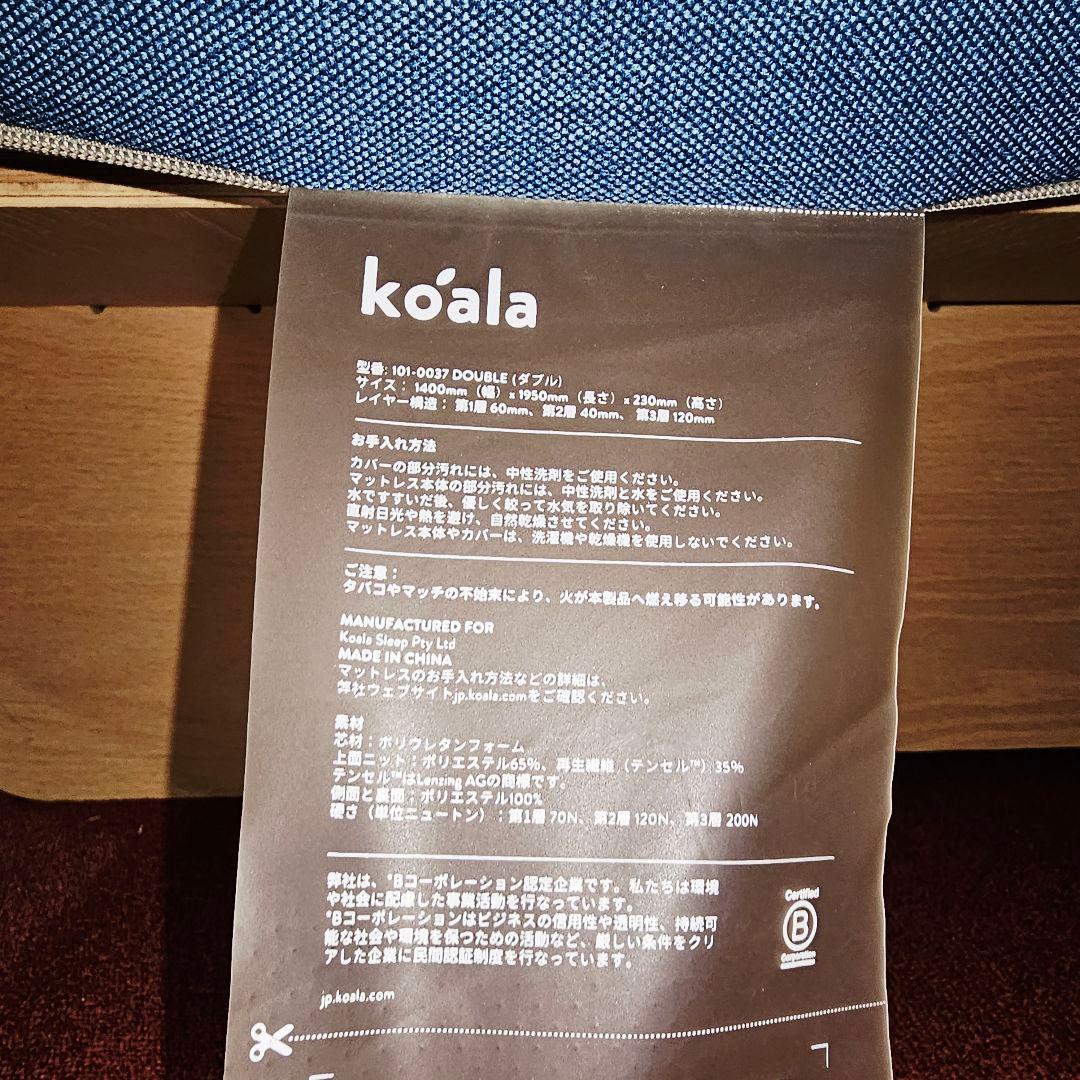 koala
型番: 101-0037 DOUBLE (ダブル)
サイズ： 1400mm（幅）x 1950mm（長さ）x 230mm（高さ）
レイヤー構造： 第1層 60mm、第2層 40mm、 第3層 120mm
お手入れ方法
カバーの部分汚れには、中性洗剤をご使用ください。
マットレス本体の部分汚れには、中性洗剤と水をご使用ください。
水ですすいだ後、優しく絞って水気を取り除いてください。
直射日光や熱を避け、自然乾燥させてください。
マットレス本体やカバーは、洗濯機や乾燥機を使用しないでください。
ご注意：
タバコやマッチの不始末により、火が本製品へ燃え移る可能性があります。
MANUFACTURED FOR
Koala Sleep Pty Ltd
MADE IN CHINA
マットレスのお手入れ方法などの詳細は、
弊社ウェブサイトjp.koala.comをご確認ください。
素材
芯材：ポリウレタンフォーム
上面ニット：ポリエステル65%、再生繊維（テンセル™）35%
テンセル™はLenzing AGの商標です。
側面と裏面：ポリエステル100%
硬さ（単位ニュートン）：第1層 70N、第2層 120N、 第3層 200N
弊社は、*Bコーポレーション認定企業です。私たちは環境
や社会に配慮した事業活動を行なっています。
*Bコーポレーションはビジネスの信用性や透明性、持続可
能な社会や環境を保つための活動など、厳しい条件をクリ
アした企業に民間認証制度を行なっています。
Certified
B
Corporation
jp.koala.com